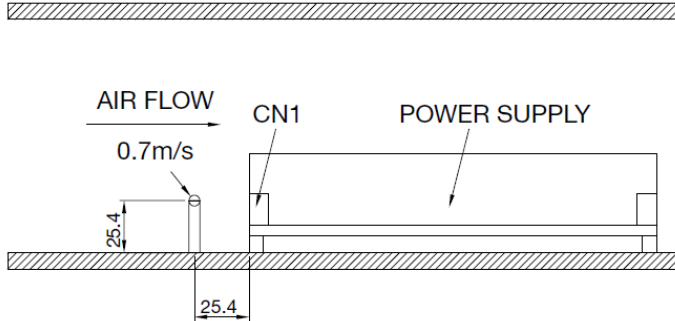 AIR FLOW
0.7m/s
CN1
POWER SUPPLY
25.4
25.4